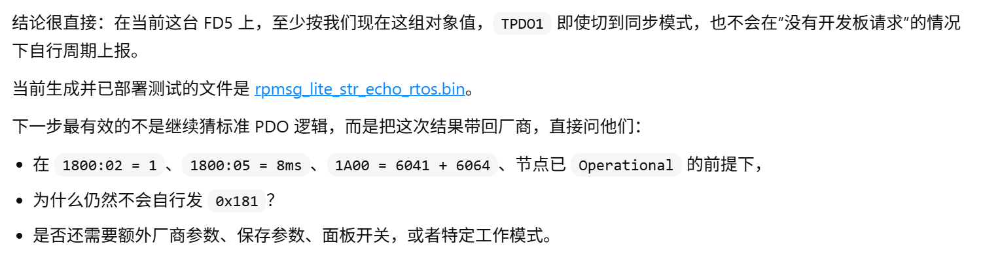 结论很直接：在当前这台 FD5 上，至少按我们现在这组对象值， TPDO1 即使切到同步模式，也不会在“没有开发板请求”的情况
下自行周期上报。
当前生成并已部署测试的文件是 rpmsg_lite_str_echo_rtos.bin。
下一步最有效的不是继续猜标准 PDO 逻辑，而是把这次结果带回厂商，直接问他们：
• 在 1800:02 = 1 、 1800:05 = 8ms 、 1A00 = 6041 + 6064 、节点已 Operational 的前提下，
• 为什么仍然不会自行发 0x181 ？
• 是否还需要额外厂商参数、保存参数、面板开关，或者特定工作模式。